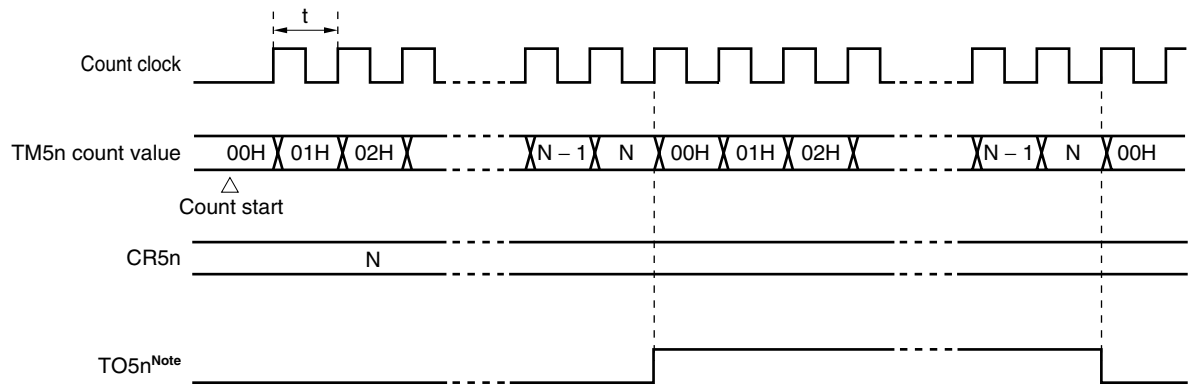 t
Count clock
TM5n count value 00H 01H 02H N − 1 N 00H 01H 02H N − 1 N 00H
△
Count start
CR5n N
TO5nNote